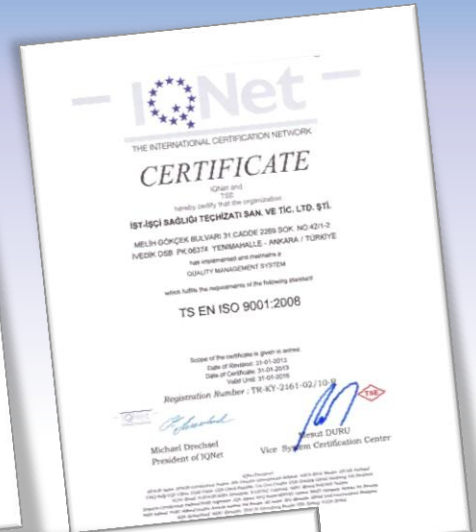 IQNet
THE INTERNATIONAL CERTIFICATION NETWORK
CERTIFICATE
IQNet and
TSE
hereby certify that the organization
İST-İŞÇİ SAĞLIĞI TEÇHİZATI SAN. VE TİC. LTD. ŞTİ.
MELİH GÖKÇEK BULVARI 31.CADDE 2269.SOK. NO:42/1-2
İVEDİK OSB PK:06374 YENİMAHALLE - ANKARA / TÜRKİYE
has implemented and maintains a
QUALITY MANAGEMENT SYSTEM
which fulfills the requirements of the following standard
TS EN ISO 9001:2008
Scope of the certificate is given in annex.
Date of Revision: 31-01-2013
Date of Certificate: 31-01-2013
Valid Until: 31-01-2016
Registration Number : TR-KY-2161-02/10-R
TSE
Michael Drechsel
President of IQNet
Mesut DURU
Vice System Certification Center